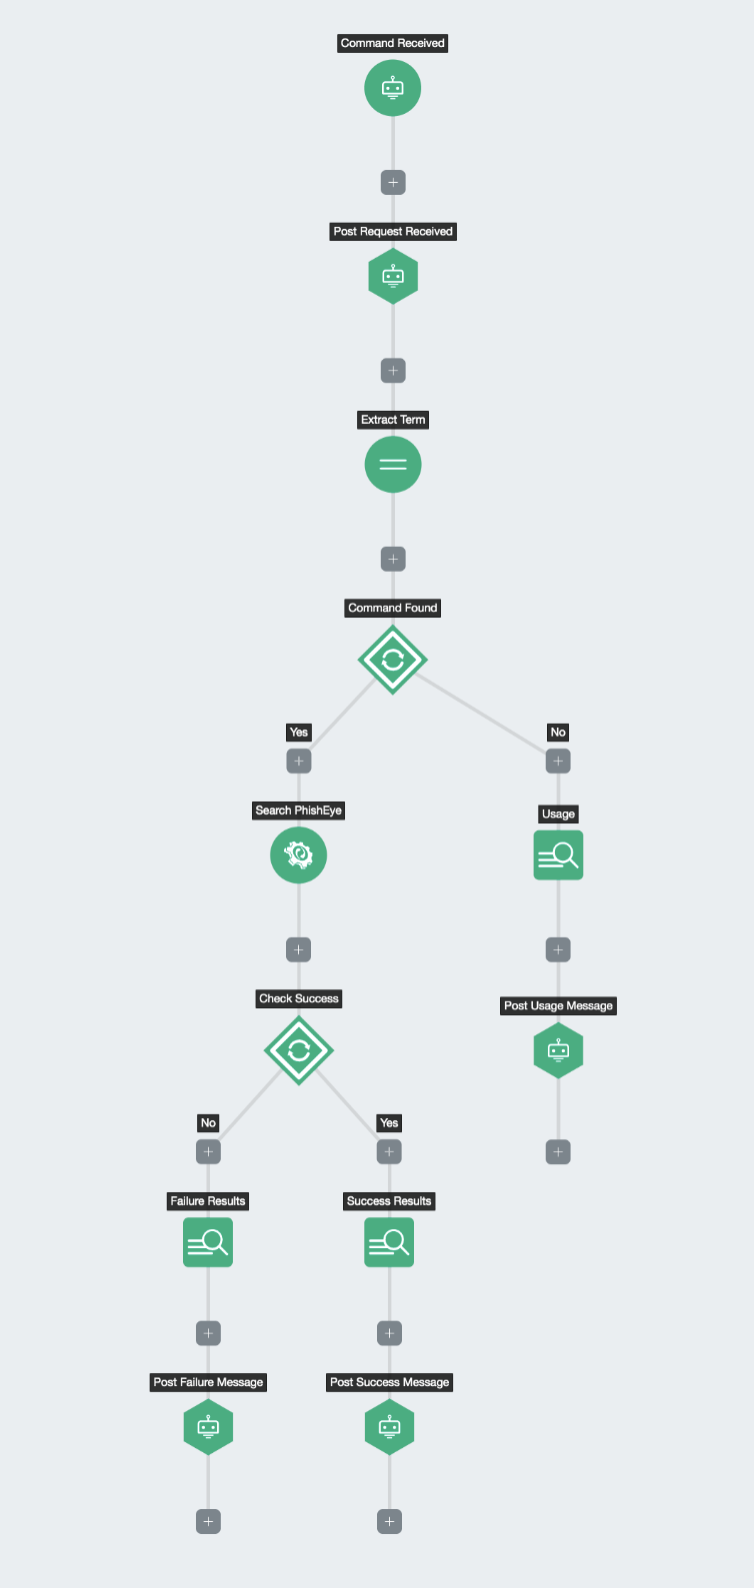 Command Received
Post Request Received
Extract Term
Command Found
Yes
No
Search PhishEye
Usage
Check Success
Post Usage Message
No
Yes
Failure Results
Success Results
Post Failure Message
Post Success Message